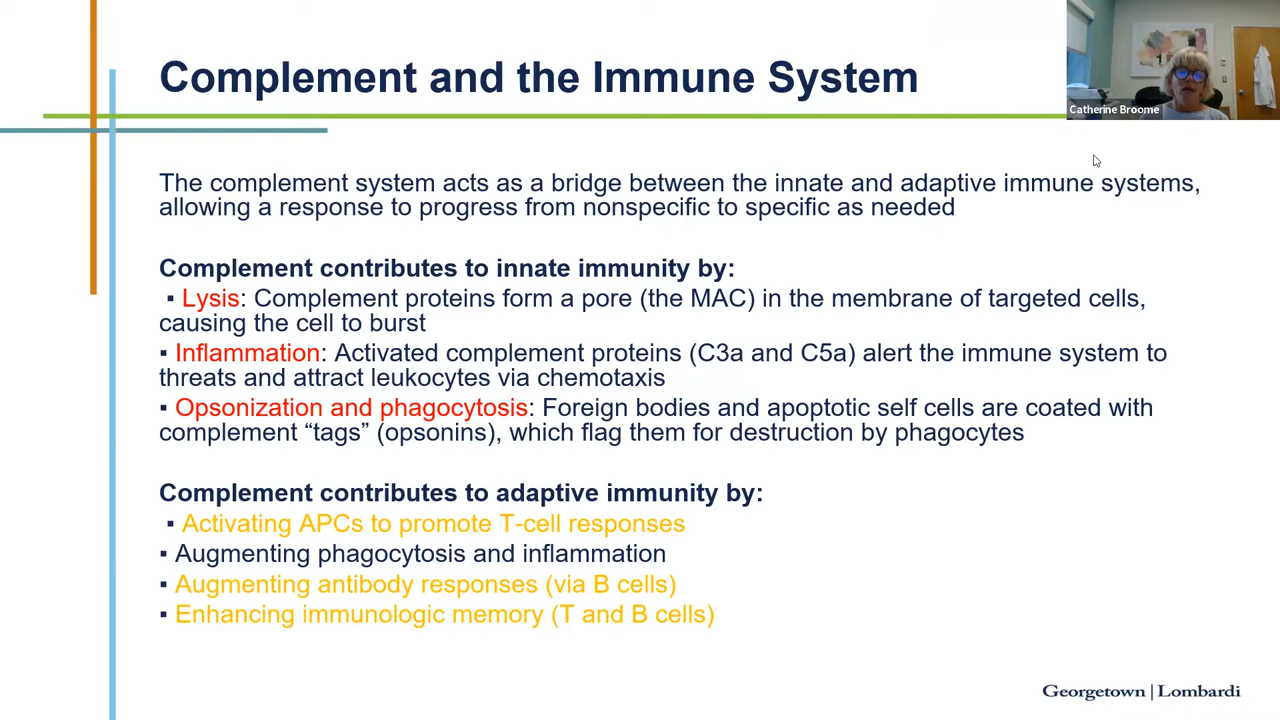 Complement and the Immune System
Catherine Broome
The complement system acts as a bridge between the innate and adaptive immune systems,
allowing a response to progress from nonspecific to specific as needed
Complement contributes to innate immunity by:
▪ Lysis: Complement proteins form a pore (the MAC) in the membrane of targeted cells,
causing the cell to burst
▪ Inflammation: Activated complement proteins (C3a and C5a) alert the immune system to
threats and attract leukocytes via chemotaxis
▪ Opsonization and phagocytosis: Foreign bodies and apoptotic self cells are coated with
complement “tags” (opsonins), which flag them for destruction by phagocytes
Complement contributes to adaptive immunity by:
▪ Activating APCs to promote T-cell responses
▪ Augmenting phagocytosis and inflammation
▪ Augmenting antibody responses (via B cells)
▪ Enhancing immunologic memory (T and B cells)
Georgetown | Lombardi